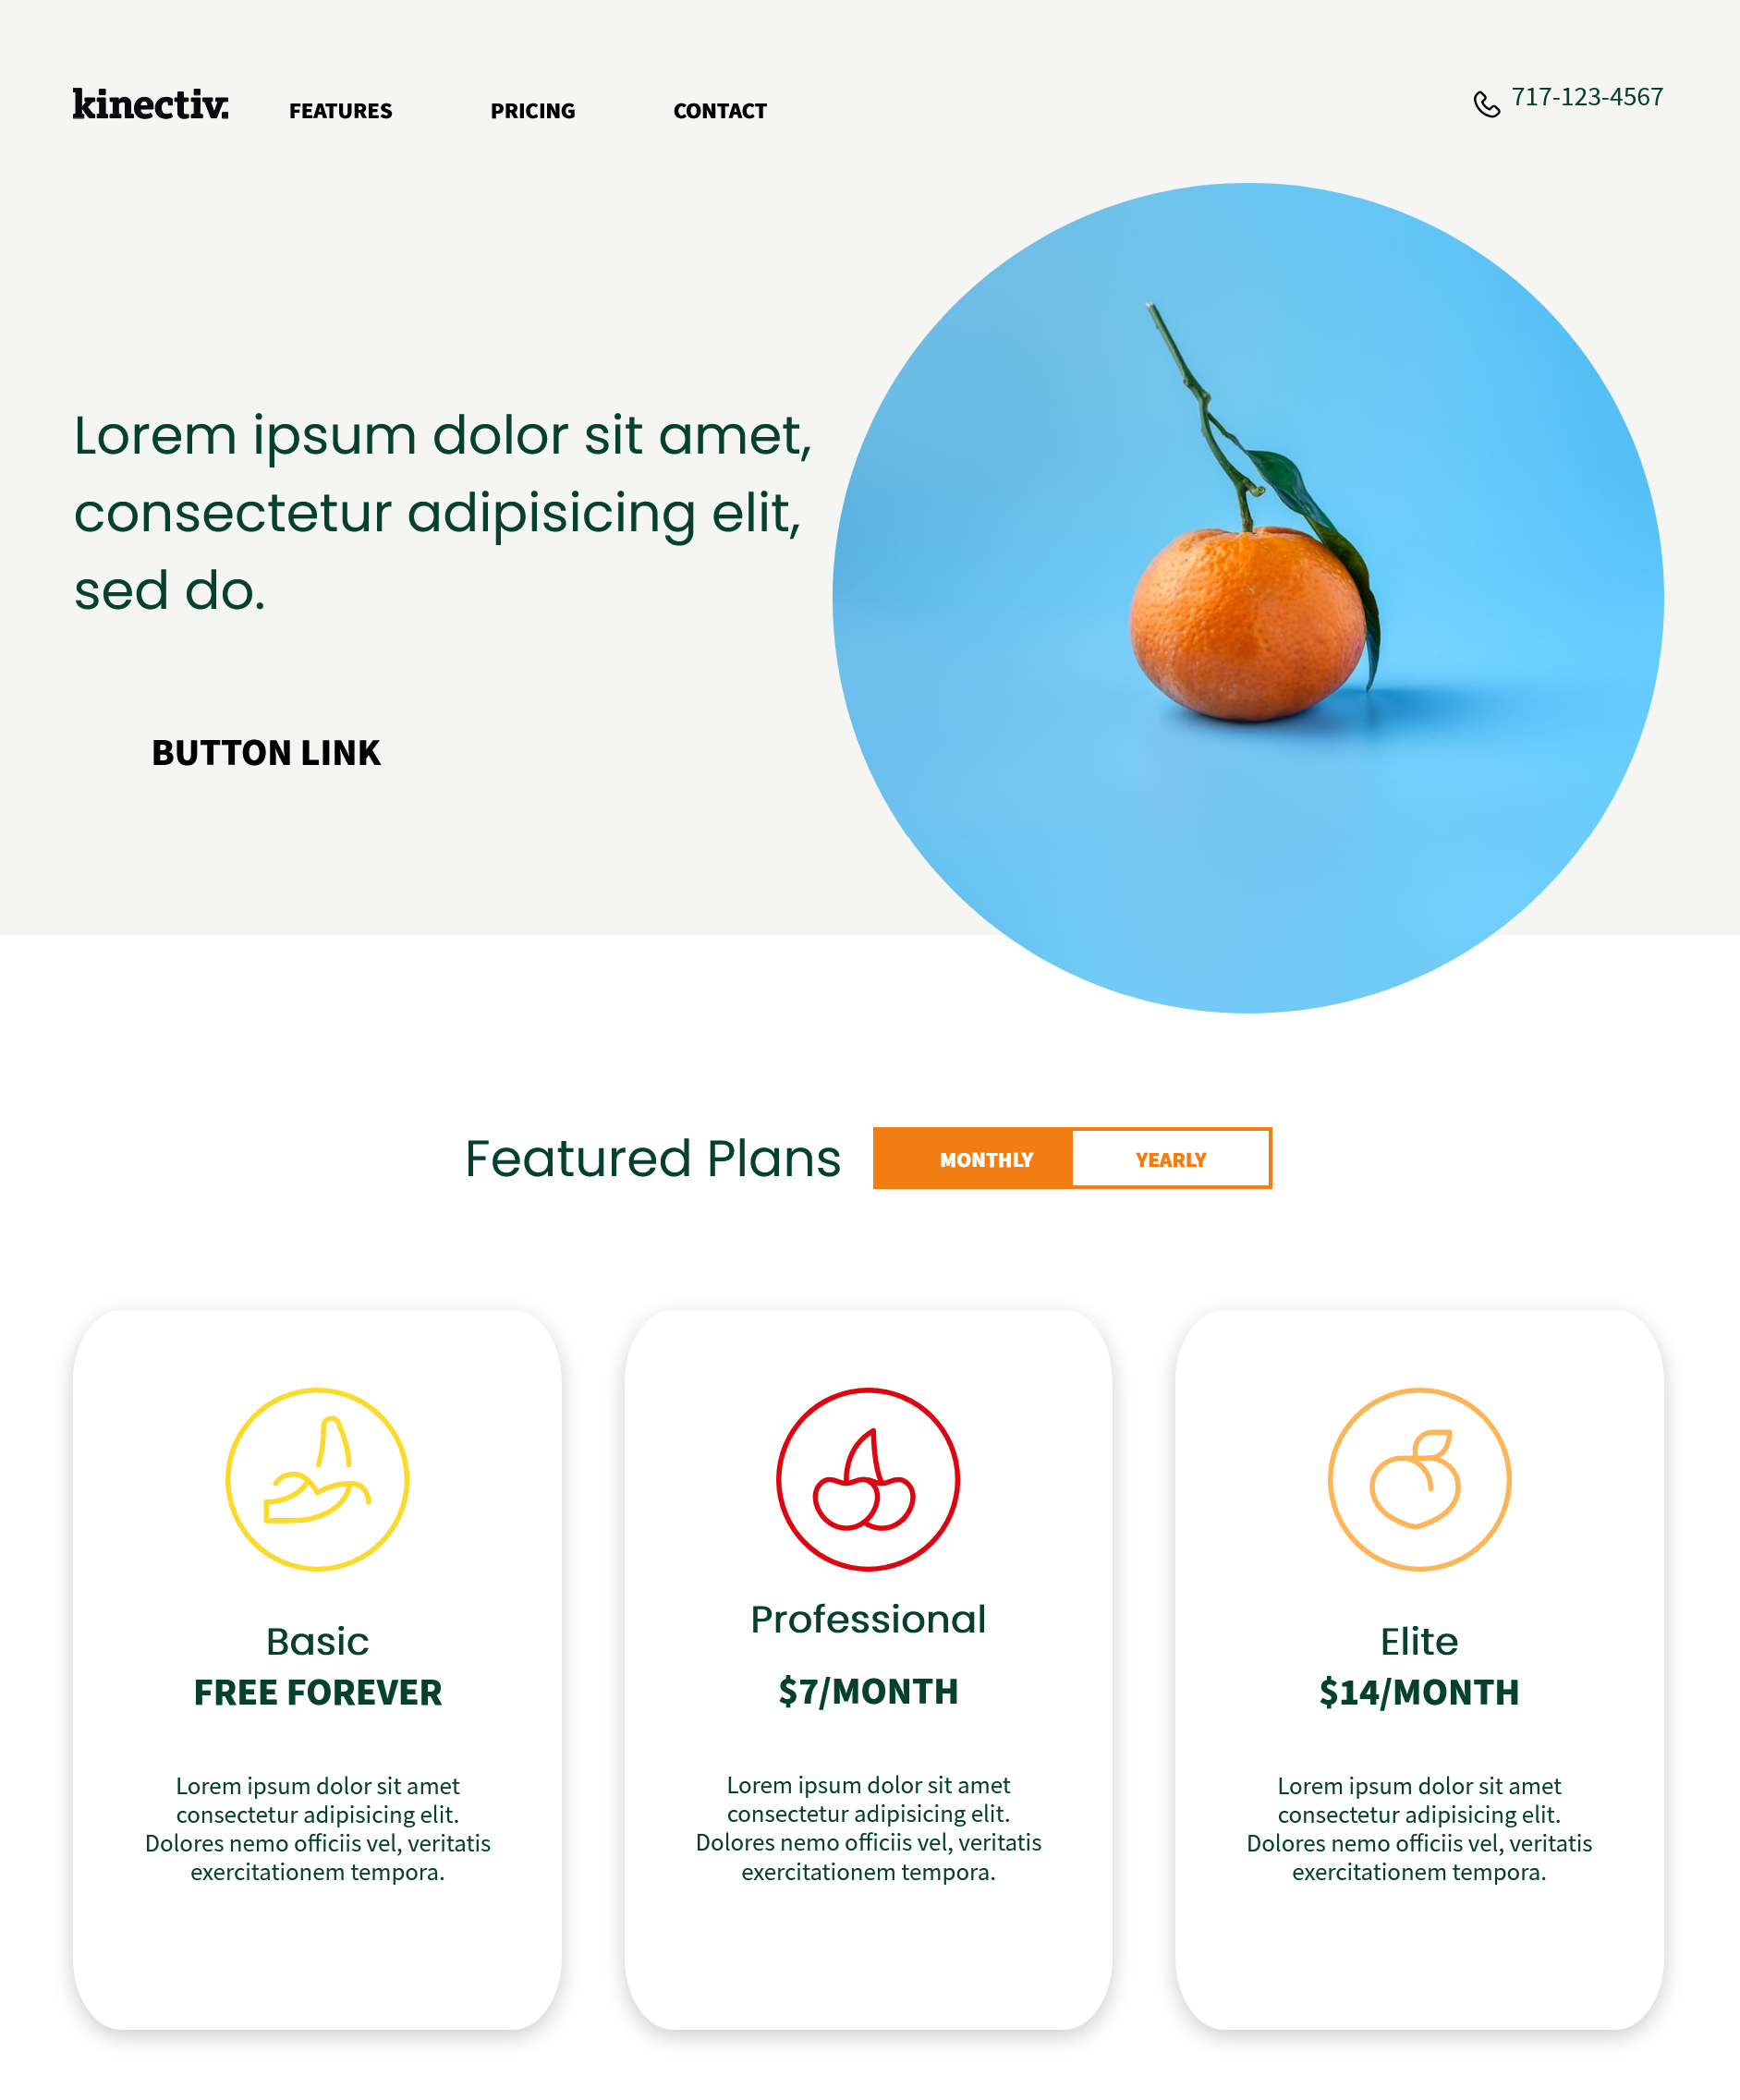 kinectiv.
FEATURES
PRICING
CONTACT
717-123-4567
Lorem ipsum dolor sit amet,
consectetur adipisicing elit,
sed do.
BUTTON LINK
Featured Plans
MONTHLY
YEARLY
Basic
FREE FOREVER
Lorem ipsum dolor sit amet
consectetur adipisicing elit.
Dolores nemo officiis vel, veritatis
exercitationem tempora.
Professional
$7/MONTH
Lorem ipsum dolor sit amet
consectetur adipisicing elit.
Dolores nemo officiis vel, veritatis
exercitationem tempora.
Elite
$14/MONTH
Lorem ipsum dolor sit amet
consectetur adipisicing elit.
Dolores nemo officiis vel, veritatis
exercitationem tempora.